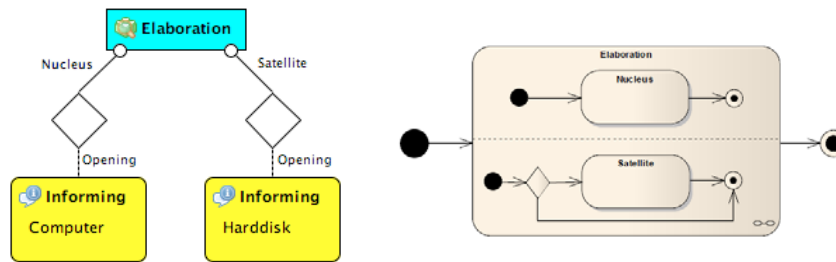 Elaboration
Nucleus
Satellite
Opening
Opening
Informing
Computer
Informing
Harddisk
Elaboration
Nucleus
Satellite